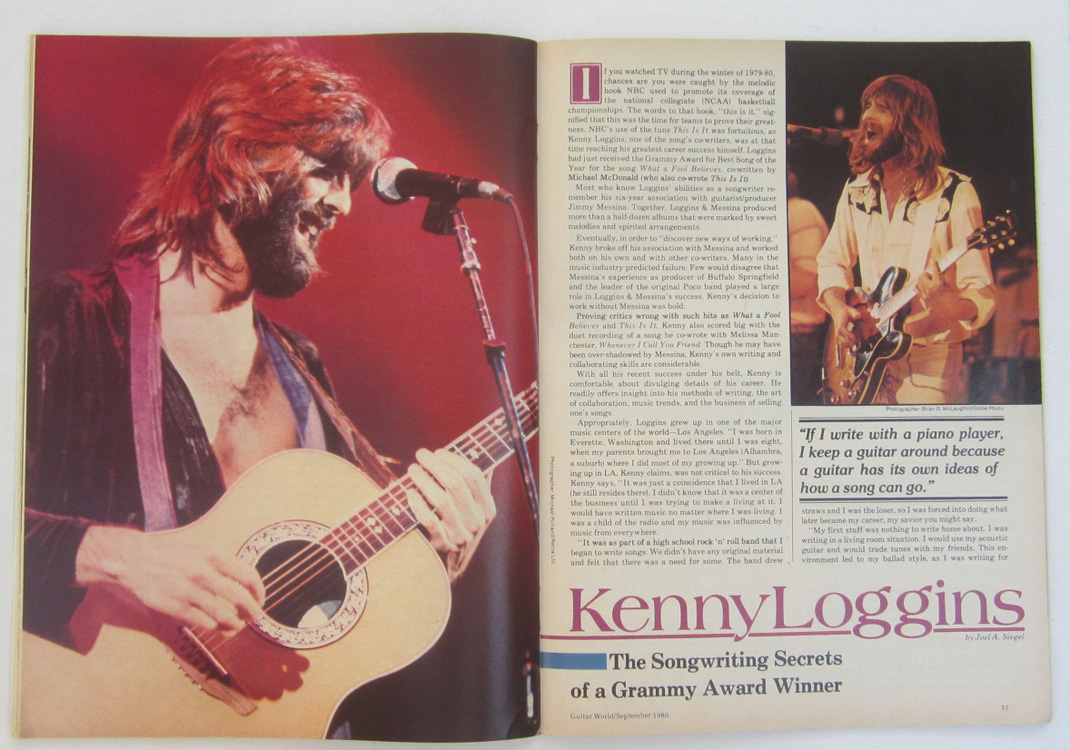 If you watched TV during the winter of 1979-80,
chances are you were caught by the melodic
hook NBC used to promote its coverage of
the national collegiate (NCAA) basketball
championships. The words to that hook, "this is it," sig-
nified that this was the time for teams to prove their great-
ness. NBC's use of the tune This Is It was fortuitous, as
Kenny Loggins, one of the song's co-writers, was at that
time reaching his greatest career success himself. Loggins
had just received the Grammy Award for Best Song of the
Year for the song What a Fool Believes, co-written by
Michael McDonald (who also co-wrote This Is It).
Most who know Loggins' abilities as a songwriter re-
member his six-year association with guitarist/producer
Jimmy Messina. Together, Loggins & Messina produced
more than a half-dozen albums that were marked by sweet
melodies and spirited arrangements.
Eventually, in order to "discover new ways of working,"
Kenny broke off his association with Messina and worked
both on his own and with other co-writers. Many in the
music industry predicted failure. Few would disagree that
Messina's experience as producer of Buffalo Springfield
and the leader of the original Poco band played a large
role in Loggins & Messina's success. Kenny's decision to
work without Messina was bold.
Proving critics wrong with such hits as What a Fool
Believes and This Is It, Kenny also scored big with the
duet recording of a song he co-wrote with Melissa Man-
chester, Whenever I Call You Friend. Though he may have
been over-shadowed by Messina, Kenny's own writing and
collaborating skills are considerable.
With all his recent success under his belt, Kenny is
comfortable about divulging details of his career. He
readily offers insight into his methods of writing, the art
of collaboration, music trends, and the business of selling
one's songs.
Appropriately, Loggins grew up in one of the major
music centers of the world—Los Angeles. "I was born in
Everette, Washington and lived there until I was eight,
when my parents brought me to Los Angeles (Alhambra,
a suburb) where I did most of my growing up." But grow-
ing up in LA, Kenny claims, was not critical to his success.
Kenny says, "It was just a coincidence that I lived in LA
(he still resides there). I didn't know that it was a center of
the business until I was trying to make a living at it. I
would have written music no matter where I was living. I
was a child of the radio and my music was influenced by
music from everywhere.
"It was as part of a high school rock 'n' roll band that I
began to write songs. We didn't have any original material
and felt that there was a need for some. The band drew
Photographer: Brian D. McLaughlin/Globe Photo
"If I write with a piano player,
I keep a guitar around because
a guitar has its own ideas of
how a song can go."
straws and I was the loser, so I was forced into doing what
later became my career, my savior you might say.
"My first stuff was nothing to write home about. I was
writing in a living room situation. I would use my acoustic
guitar and would trade tunes with my friends. This en-
vironment led to my ballad style, as I was writing for
Kenny Loggins
by Joel A. Siegel
The Songwriting Secrets
of a Grammy Award Winner
Guitar World/September 1980
51